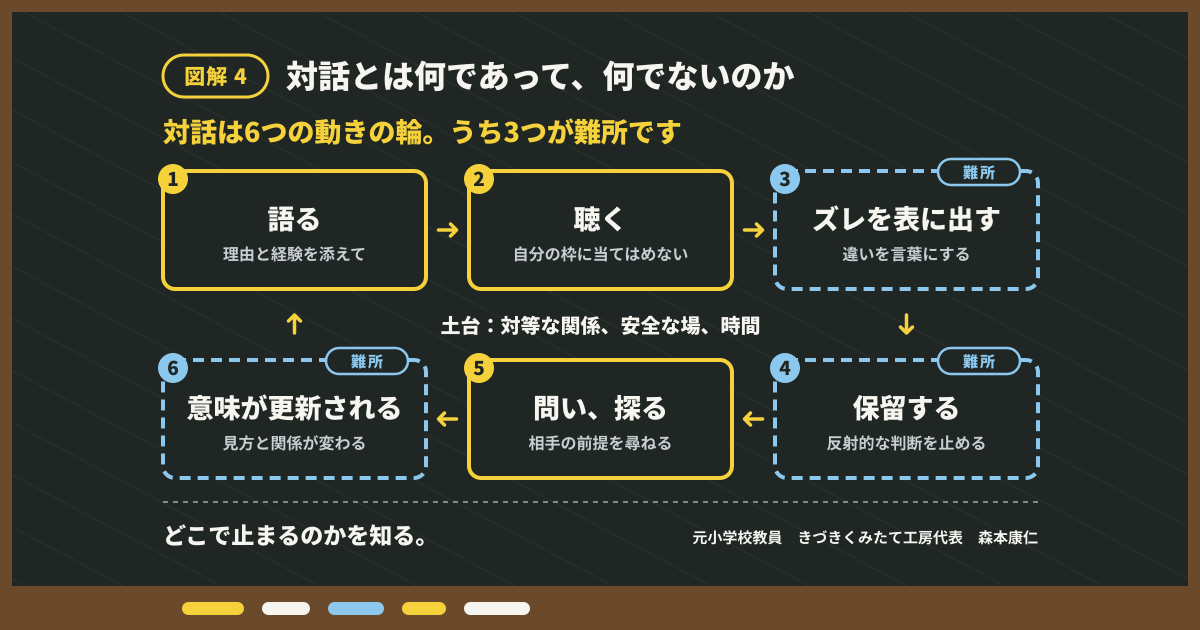 図解 4 対話とは何であって、何でないのか
対話は6つの動きの輪。うち3つが難所です
1
語る
理由と経験を添えて
→
2
聴く
自分の枠に当てはめない
→
3
難所
ズレを表に出す
違いを言葉にする
↑
土台：対等な関係、安全な場、時間
↓
6
難所
意味が更新される
見方と関係が変わる
←
5
問い、探る
相手の前提を尋ねる
←
4
難所
保留する
反射的な判断を止める
どこで止まるのかを知る。
元小学校教員　きづきくみたて工房代表　森本康仁